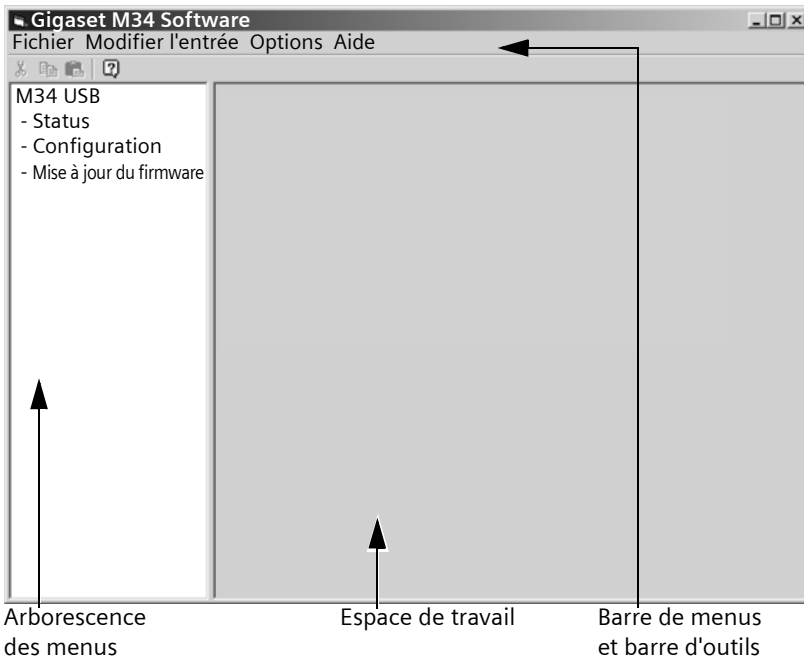 Gigaset M34 Software
Fichier Modifier l'entrée Options Aide
M34 USB
- Status
- Configuration
- Mise à jour du firmware
Arborescence
des menus
Espace de travail
Barre de menus
et barre d'outils